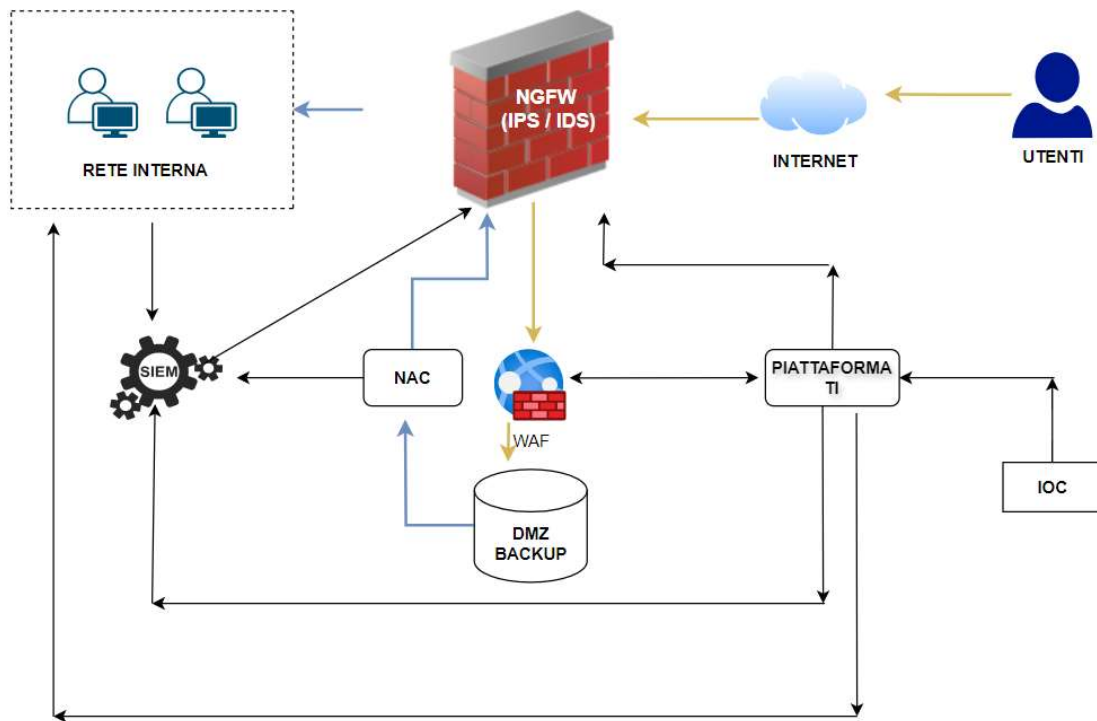 NGFW
(IPS / IDS)
RETE INTERNA
INTERNET
UTENTI
SIEM
NAC
PIATTAFORMA
TI
WAF
IOC
DMZ
BACKUP